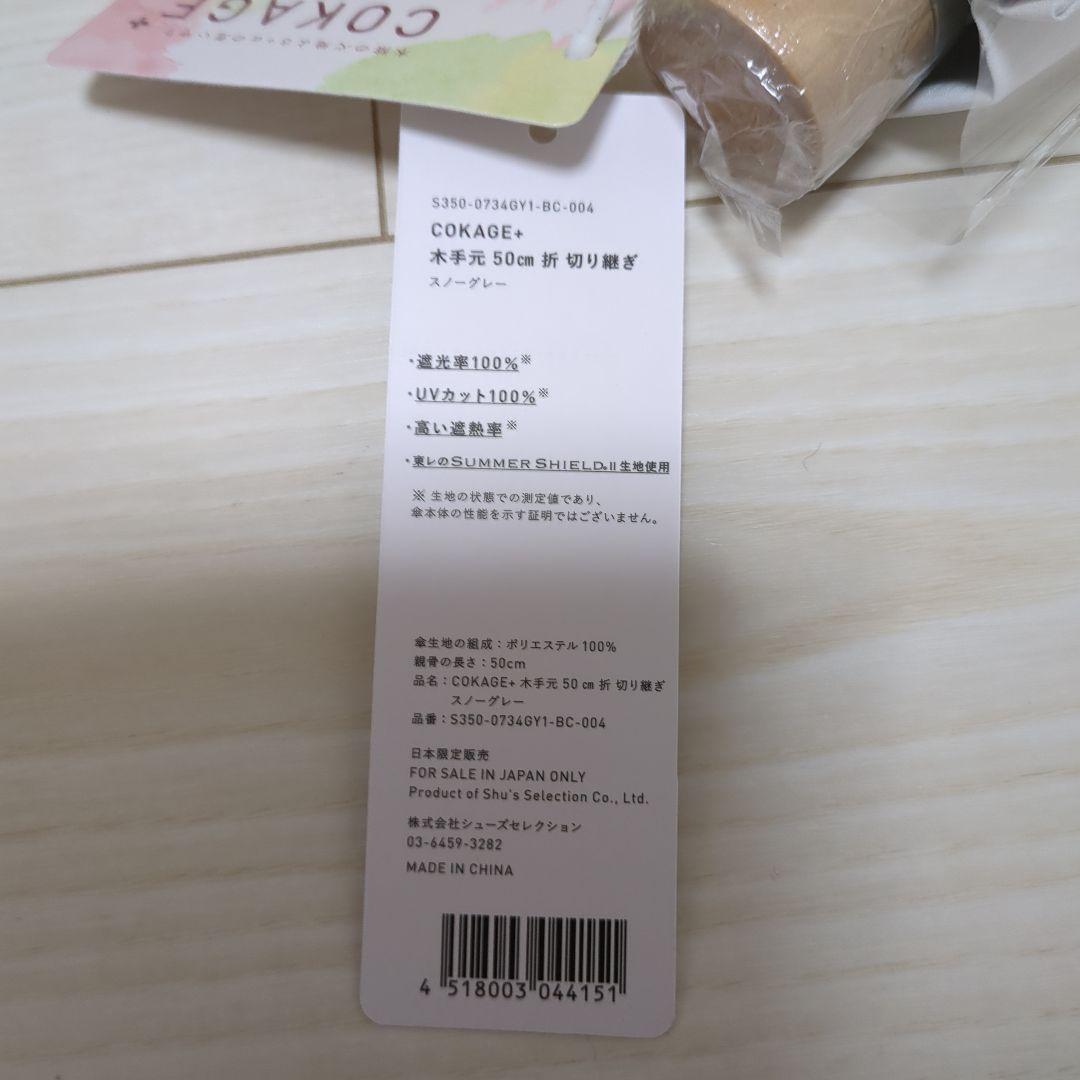 COKAGE+
S350-0734GY1-BC-004
COKAGE+
木手元 50㎝ 折 切り継ぎ
スノーグレー
・遮光率100%※
・UVカット100%※
・高い遮熱率※
・東レのSUMMER SHIELD®II生地使用
※ 生地の状態での測定値であり、
傘本体の性能を示す証明ではございません。
傘生地の組成：ポリエステル 100%
親骨の長さ：50cm
品名：COKAGE+ 木手元 50 ㎝ 折 切り継ぎ
スノーグレー
品番：S350-0734GY1-BC-004
日本限定販売
FOR SALE IN JAPAN ONLY
Product of Shu's Selection Co., Ltd.
株式会社シューズセレクション
03-6459-3282
MADE IN CHINA
4 518003 044151